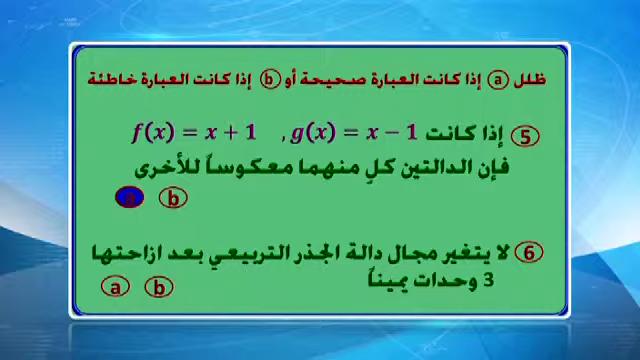 ظلل a إذا كانت العبارة صحيحة أو b إذا كانت العبارة خاطئة
5 إذا كانت f(x) = x + 1 , g(x) = x − 1
فإن الدالتين كلٍ منهما معكوساً للأخرى
a b
6 لا يتغير مجال دالة الجذر التربيعي بعد ازاحتها
3 وحدات يميناً
a b